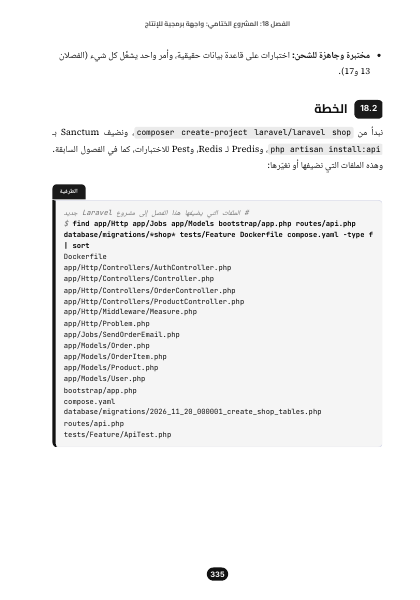 الفصل 18: المشروع الختامي: واجهة برمجية للإنتاج
• مختبرة وجاهزة للشحن: اختبارات على قاعدة بيانات حقيقية، وأمر واحد يشغّل كل شيء (الفصلان
13 و17).
18.2 الخطة
نبدأ من composer create-project laravel/laravel shop، ونضيف Sanctum بـ
php artisan install:api، وPredis لـ Redis، وPest للاختبارات، كما في الفصول السابقة.
وهذه الملفات التي نضيفها أو نغيّرها:
الطرفية
# الملفات التي يضيفها هذا الفصل إلى مشروع Laravel جديد
$ find app/Http app/Jobs app/Models bootstrap/app.php routes/api.php
database/migrations/*shop* tests/Feature Dockerfile compose.yaml -type f
| sort
Dockerfile
app/Http/Controllers/AuthController.php
app/Http/Controllers/Controller.php
app/Http/Controllers/OrderController.php
app/Http/Controllers/ProductController.php
app/Http/Middleware/Measure.php
app/Http/Problem.php
app/Jobs/SendOrderEmail.php
app/Models/Order.php
app/Models/OrderItem.php
app/Models/Product.php
app/Models/User.php
bootstrap/app.php
compose.yaml
database/migrations/2026_11_20_000001_create_shop_tables.php
routes/api.php
tests/Feature/ApiTest.php
335